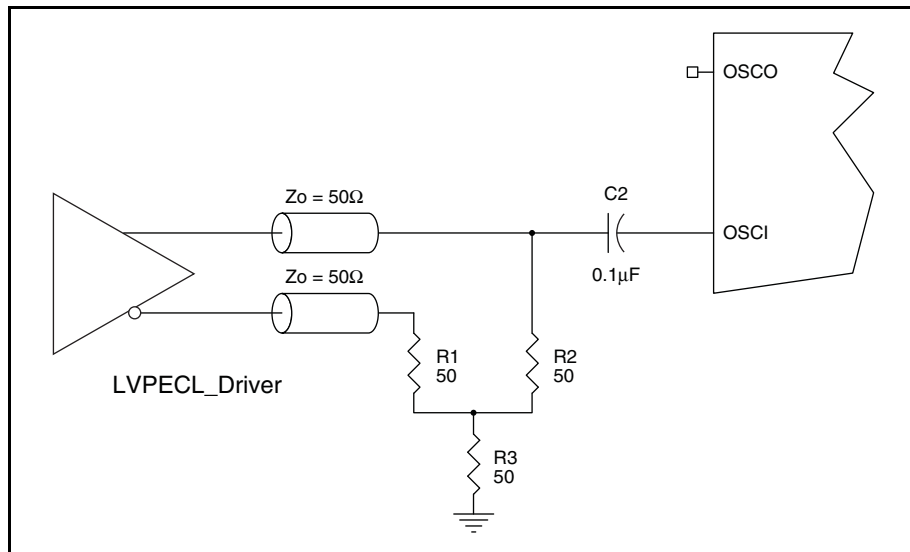 OSCO
Zo = 50Ω
C2
OSCI
0.1μF
Zo = 50Ω
R1
50
R2
50
LVPECL_Driver
R3
50